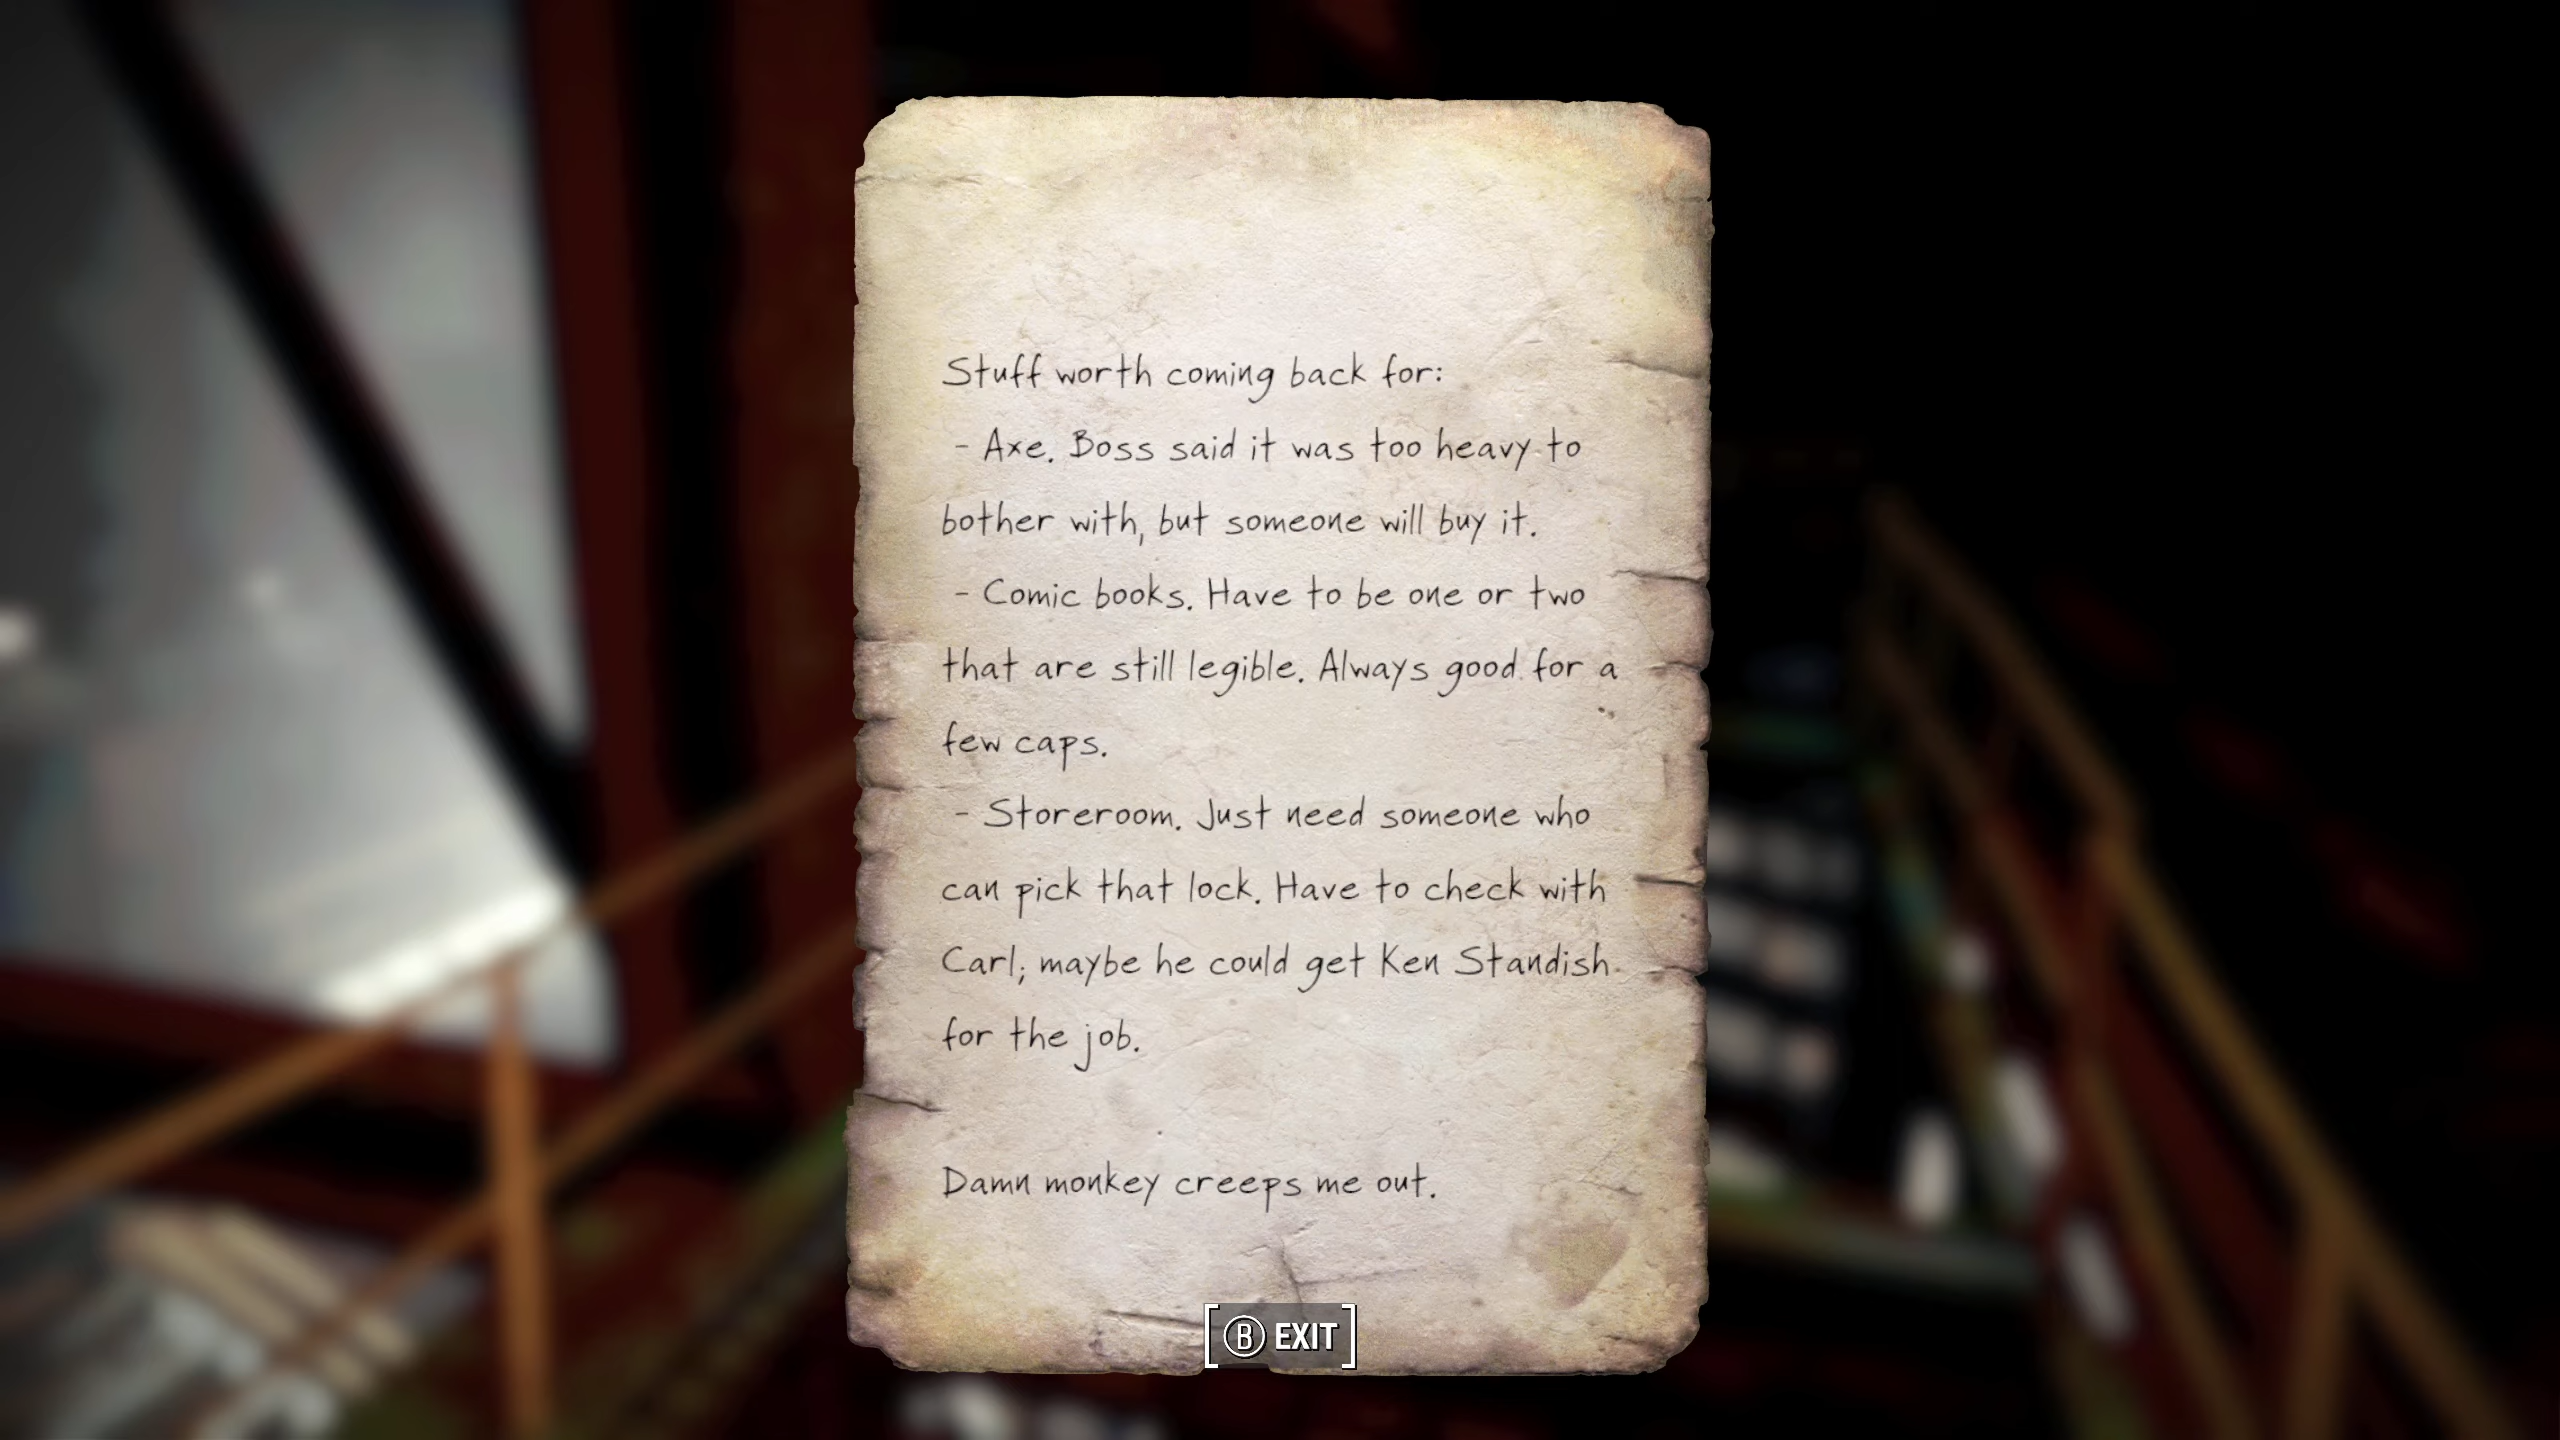 Stuff worth coming back for:
- Axe. Boss said it was too heavy to
bother with, but someone will buy it.
- Comic books. Have to be one or two
that are still legible. Always good for a
few caps.
- Storeroom. Just need someone who
can pick that lock. Have to check with
Carl; maybe he could get Ken Standish
for the job.
Damn monkey creeps me out.
B EXIT